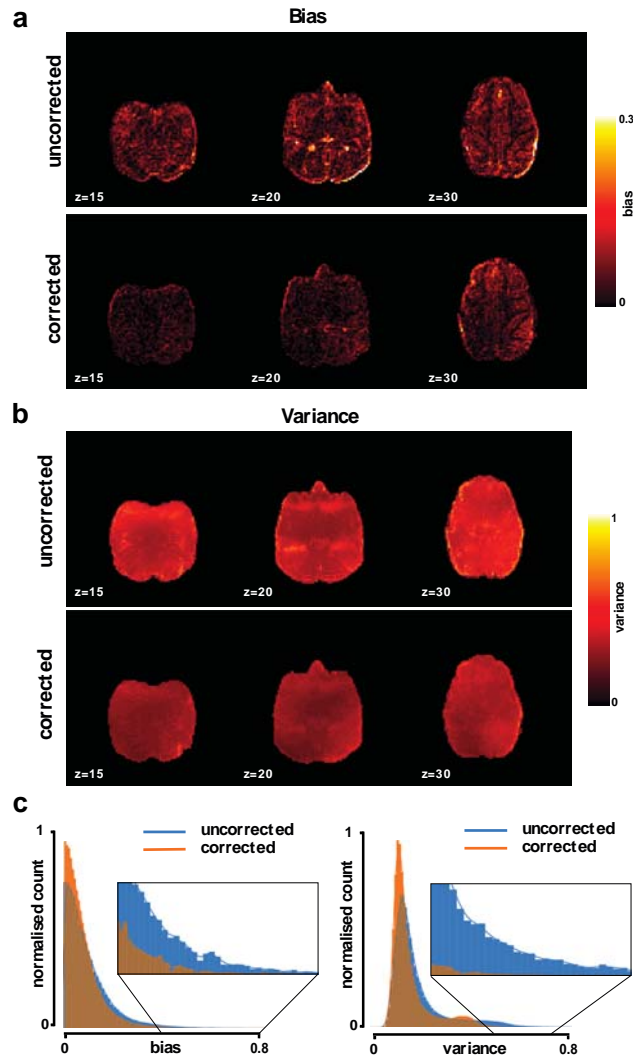 a
Bias
uncorrected
z=15
z=20
z=30
0.3
bias
0
corrected
z=15
z=20
z=30
b
Variance
uncorrected
z=15
z=20
z=30
1
variance
0
corrected
z=15
z=20
z=30
c
1
uncorrected
corrected
normalised count
0
0
bias
0.8
1
uncorrected
corrected
normalised count
0
0
variance
0.8